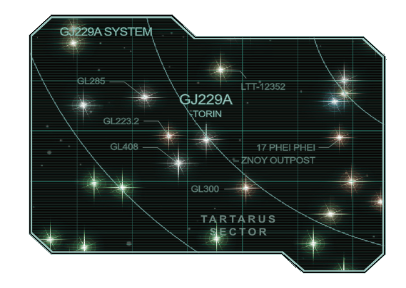 GJ229A SYSTEM
GL285
LTT-12352
GJ229A
TORIN
GL223.2
GL408
17 PHEI PHEI
ZNOY OUTPOST
GL300
TARTARUS
SECTOR